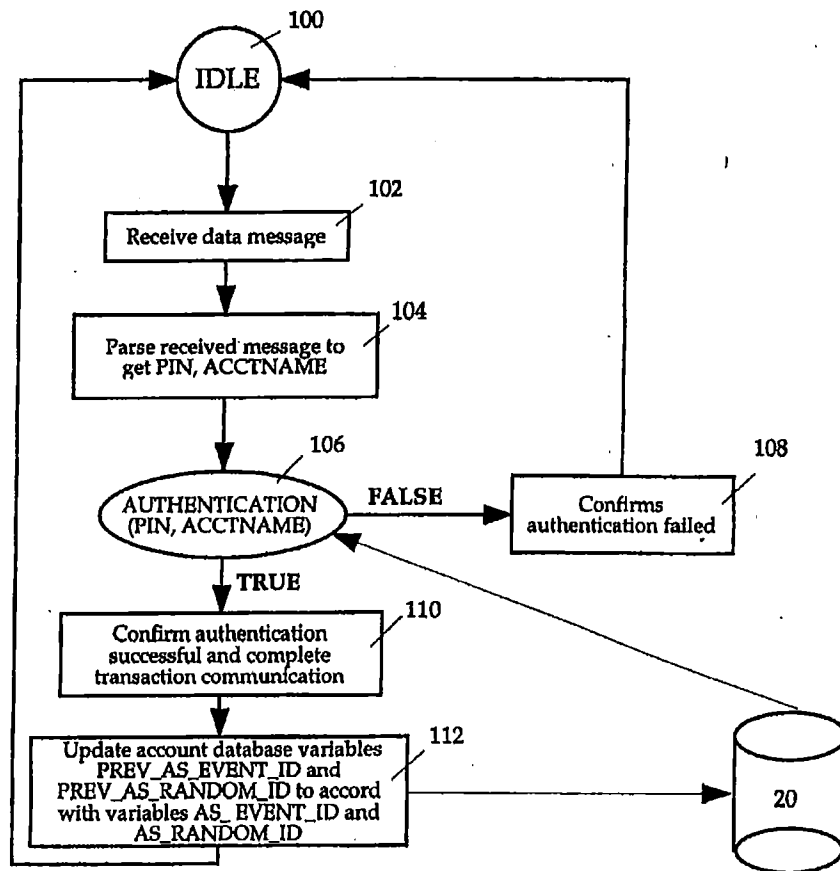 100
IDLE
102
Receive data message
104
Parse received message to
get PIN, ACCTNAME
106
AUTHENTICATION
(PIN, ACCTNAME)
FALSE
108
Confirms
authentication failed
TRUE
110
Confirm authentication
successful and complete
transaction communication
112
Update account database variables
PREV_AS_EVENT_ID and
PREV_AS_RANDOM_ID to accord
with variables AS_ EVENT_ID and
AS_RANDOM_ID
20